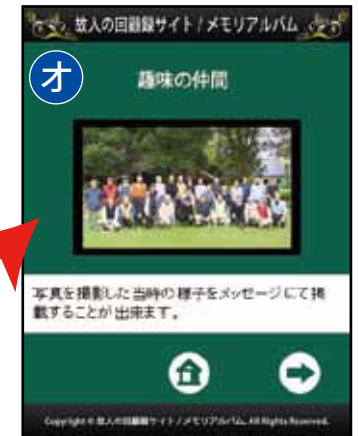 故人の回顧録サイト / メモリアルバム
オ
趣味の仲間
写真を撮影した当時の様子をメッセージにて掲
載することが出来ます。
Copyright © 故人の回顧録サイト / メモリアルバム. All Rights Reserved.